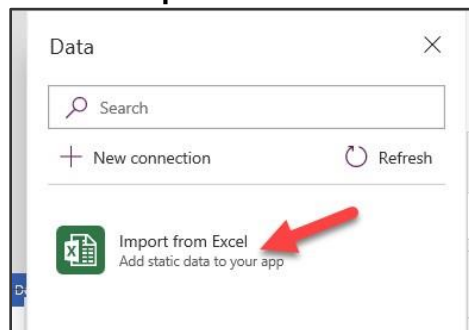 Data
Search
New connection
Refresh
Import from Excel
Add static data to your app